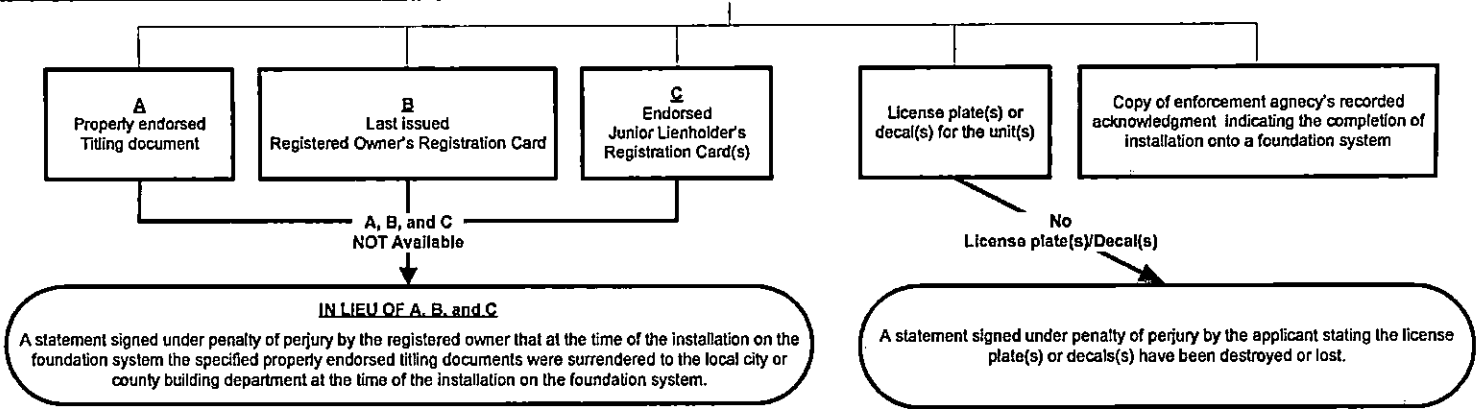 A
Properly endorsed
Titling document
B
Last issued
Registered Owner's Registration Card
C
Endorsed
Junior Lienholder's
Registration Card(s)
License plate(s) or
decal(s) for the unit(s)
Copy of enforcement agnecy's recorded
acknowledgment indicating the completion of
installation onto a foundation system
A, B, and C
NOT Available
No
License plate(s)/Decal(s)
IN LIEU OF A, B, and C
A statement signed under penalty of perjury by the registered owner that at the time of the installation on the
foundation system the specified properly endorsed titling documents were surrendered to the local city or
county building department at the time of the installation on the foundation system.
A statement signed under penalty of perjury by the applicant stating the license
plate(s) or decals(s) have been destroyed or lost.